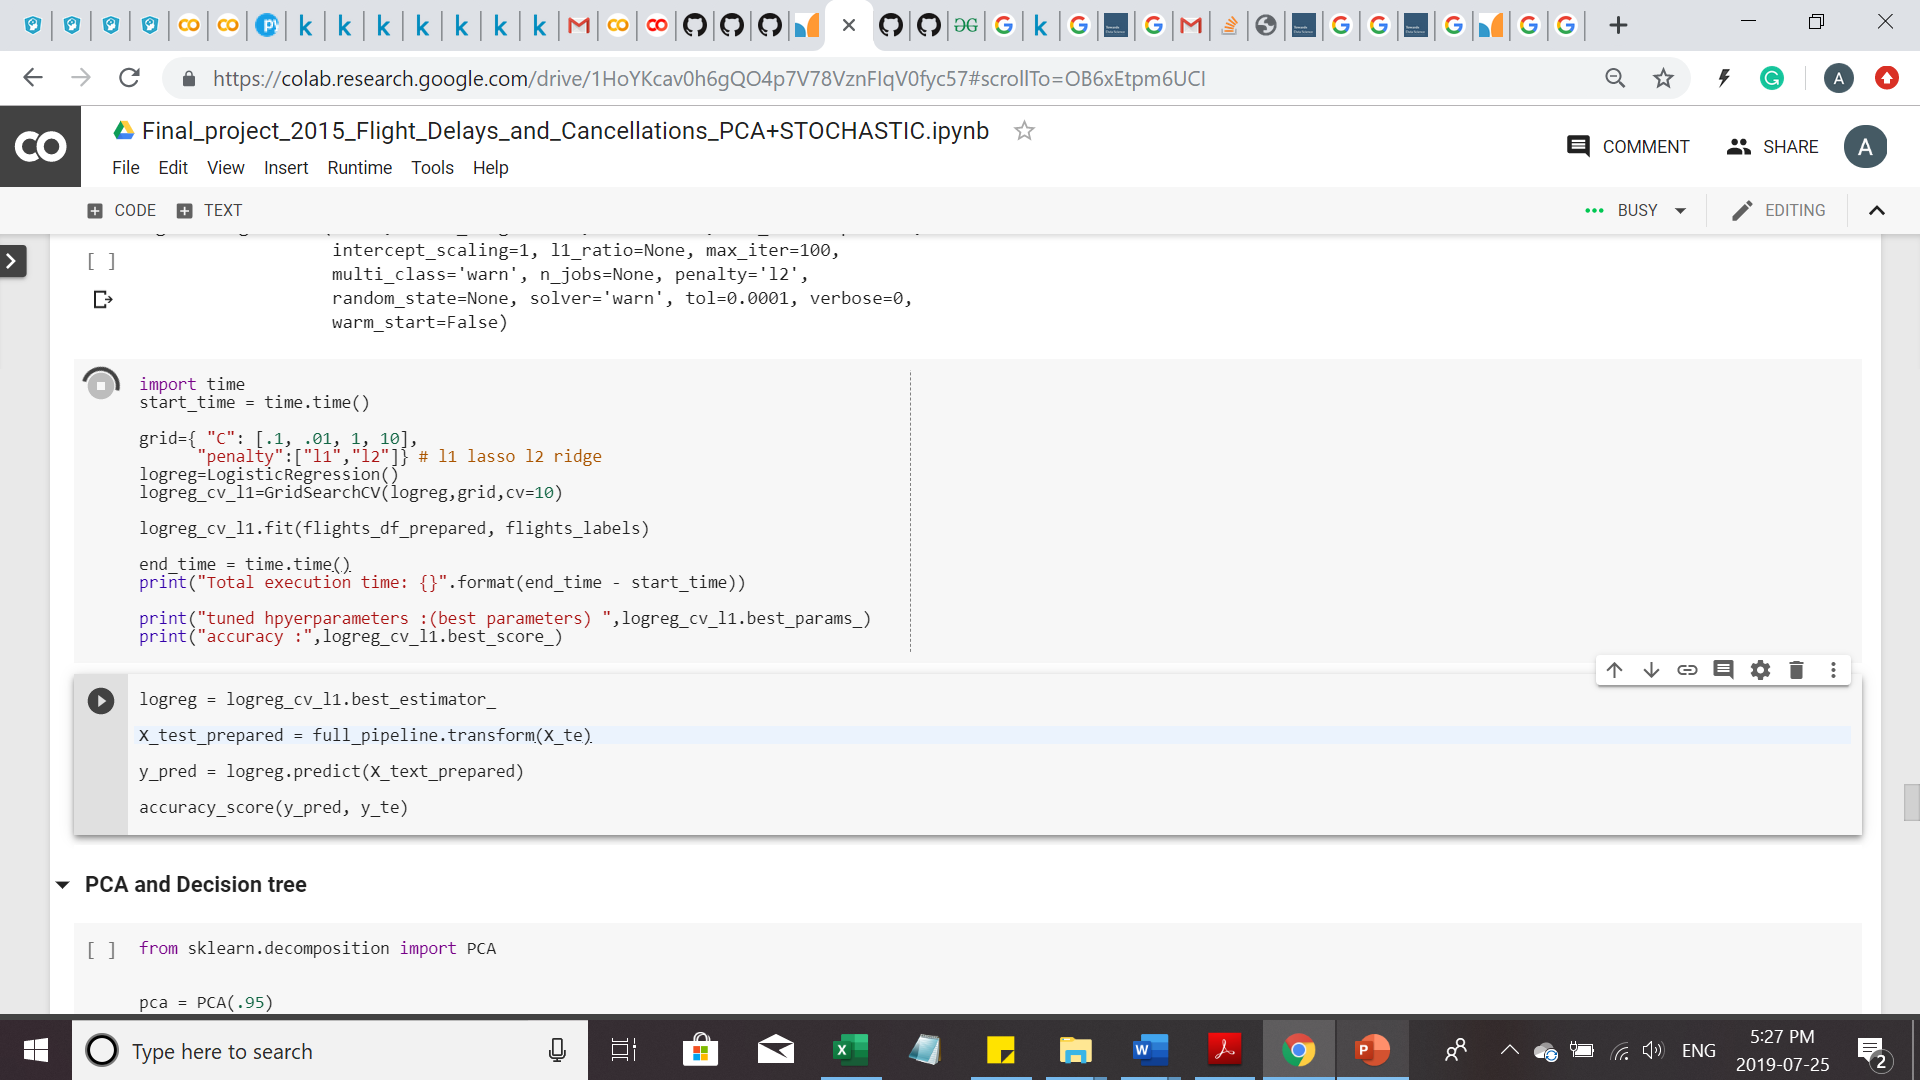 https://colab.research.google.com/drive/1HoYKcav0h6gQO4p7V78VznFIqV0fyc57#scrollTo=OB6xEtpm6UCI
A
CO
Final_project_2015_Flight_Delays_and_Cancellations_PCA+STOCHASTIC.ipynb
COMMENT
SHARE
A
File Edit View Insert Runtime Tools Help
CODE TEXT
BUSY
EDITING
[ ]
intercept_scaling=1, l1_ratio=None, max_iter=100,
multi_class='warn', n_jobs=None, penalty='l2',
random_state=None, solver='warn', tol=0.0001, verbose=0,
warm_start=False)
import time
start_time = time.time()
grid={ "C": [.1, .01, 1, 10],
"penalty":["l1","l2"]} # l1 lasso l2 ridge
logreg=LogisticRegression()
logreg_cv_l1=GridSearchCV(logreg,grid,cv=10)
logreg_cv_l1.fit(flights_df_prepared, flights_labels)
end_time = time.time()
print("Total execution time: {}".format(end_time - start_time))
print("tuned hpyerparameters :(best parameters) ",logreg_cv_l1.best_params_)
print("accuracy :",logreg_cv_l1.best_score_)
logreg = logreg_cv_l1.best_estimator_
X_test_prepared = full_pipeline.transform(X_te)
y_pred = logreg.predict(X_text_prepared)
accuracy_score(y_pred, y_te)
PCA and Decision tree
[ ]
from sklearn.decomposition import PCA
pca = PCA(.95)
Type here to search
ENG
5:27 PM
2019-07-25
2